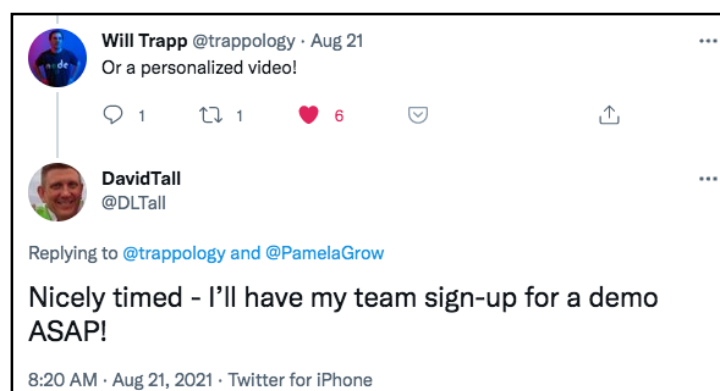 Will Trapp @trappology · Aug 21
Or a personalized video!
1 1 6
DavidTall
@DLTall
Replying to @trappology and @PamelaGrow
Nicely timed - I’ll have my team sign-up for a demo
ASAP!
8:20 AM · Aug 21, 2021 · Twitter for iPhone